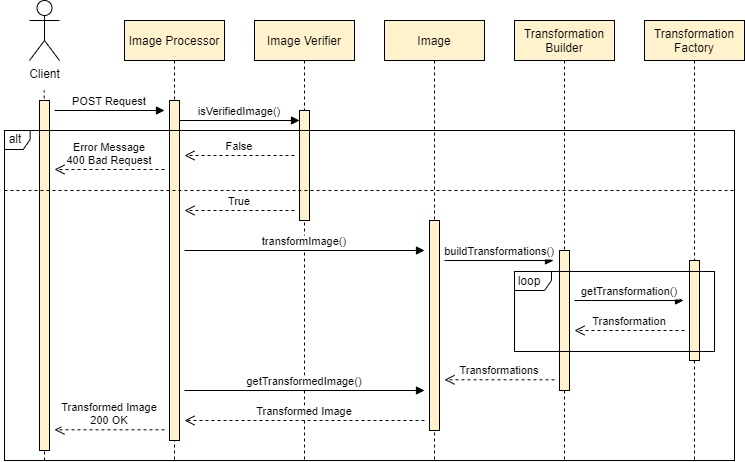 Client
Image Processor
Image Verifier
Image
Transformation
Builder
Transformation
Factory
POST Request
isVerifiedImage()
alt
Error Message
400 Bad Request
False
True
transformImage()
buildTransformations()
loop
getTransformation()
Transformation
Transformations
getTransformedImage()
Transformed Image
200 OK
Transformed Image